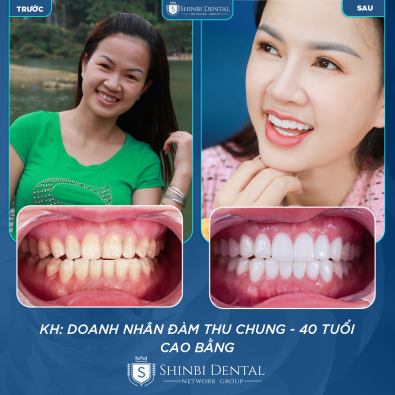 TRƯỚC
SHINBI DENTAL
NETWORK GROUP
SAU
KH: DOANH NHÂN ĐÀM THU CHUNG - 40 TUỔI
CAO BẰNG
S
SHINBI DENTAL
NETWORK GROUP